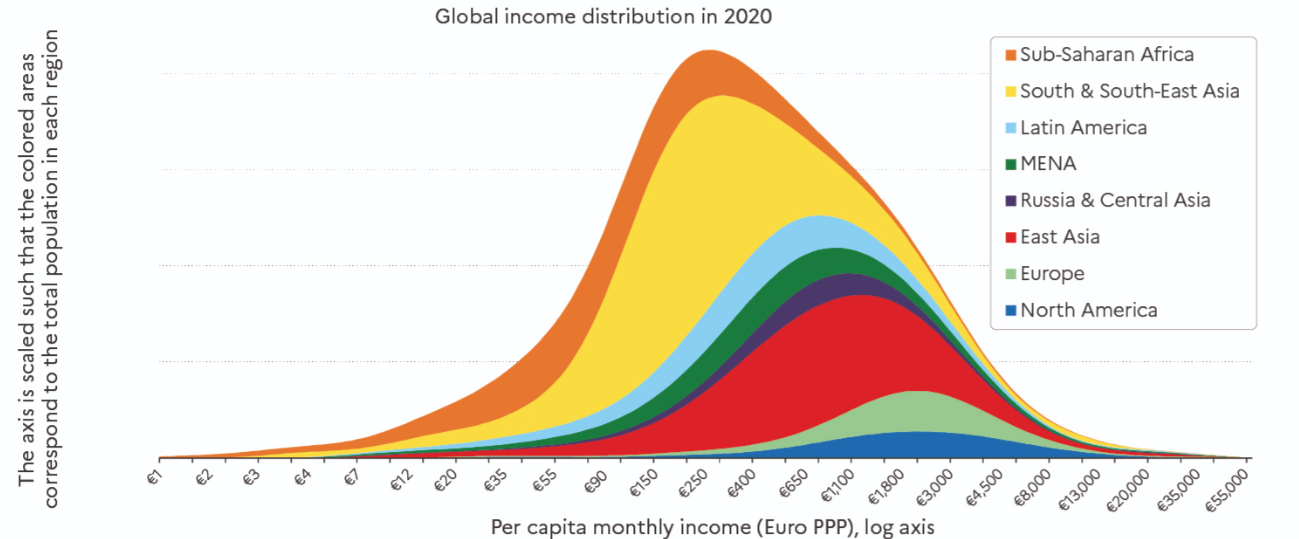 Global income distribution in 2020
The axis is scaled such that the colored areas
correspond to the total population in each region
Sub-Saharan Africa
South & South-East Asia
Latin America
MENA
Russia & Central Asia
East Asia
Europe
North America
€1
€2
€3
€4
€7
€12
€20
€35
€55
€90
€150
€250
€400
€650
€1,100
€1,800
€3,000
€4,500
€8,000
€13,000
€20,000
€35,000
€55,000
Per capita monthly income (Euro PPP), log axis